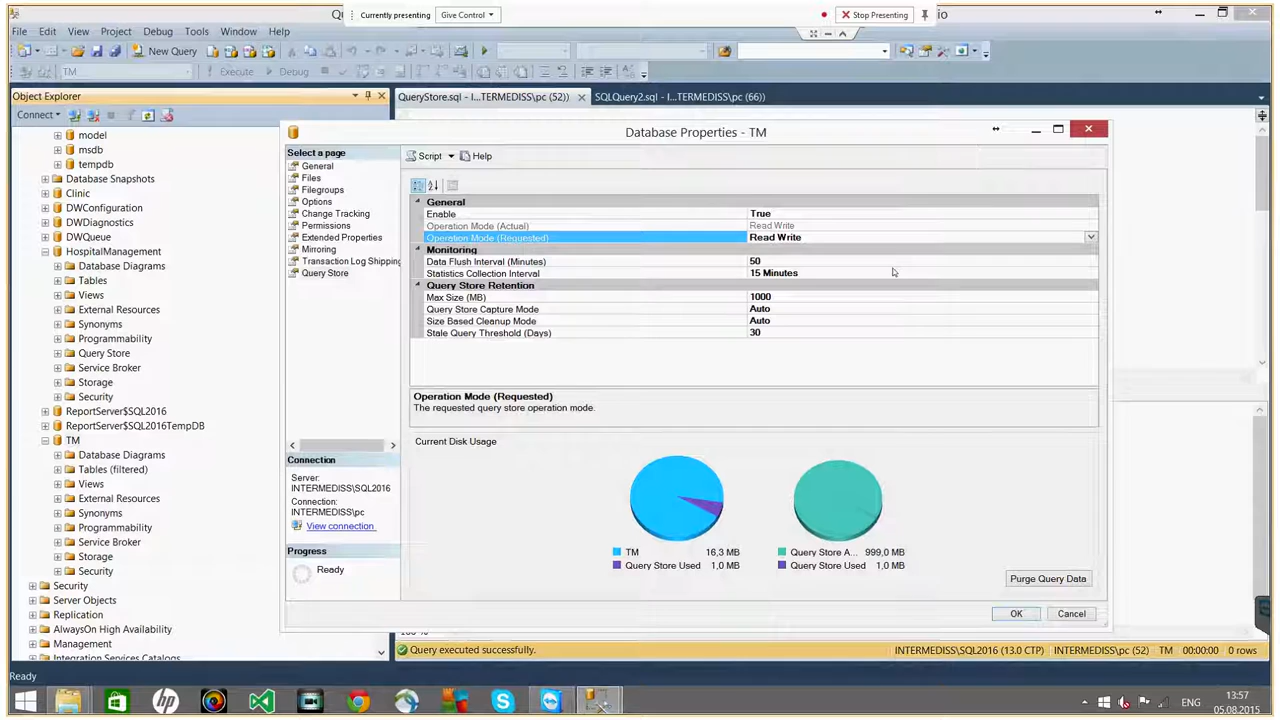 Currently presenting
Give Control
Stop Presenting
File Edit View Project Debug Tools Window Help
New Query
TM
Execute
Debug
Object Explorer
QueryStore.sql - I...TERMEDISS\pc (52))
SQLQuery2.sql - I...TERMEDISS\pc (66))
Connect
model
msdb
tempdb
Database Snapshots
Clinic
DWConfiguration
DWDiagnostics
DWQueue
HospitalManagement
Database Diagrams
Tables
Views
External Resources
Synonyms
Programmability
Query Store
Service Broker
Storage
Security
ReportServer$SQL2016
ReportServer$SQL2016TempDB
TM
Database Diagrams
Tables (filtered)
Views
External Resources
Synonyms
Programmability
Service Broker
Storage
Security
Security
Server Objects
Replication
AlwaysOn High Availability
Management
Integration Services Catalogs
Database Properties - TM
Select a page
General
Files
Filegroups
Options
Change Tracking
Permissions
Extended Properties
Mirroring
Transaction Log Shipping
Query Store
Script
Help
General
Enable True
Operation Mode (Actual) Read Write
Operation Mode (Requested) Read Write
Monitoring
Data Flush Interval (Minutes) 50
Statistics Collection Interval 15 Minutes
Query Store Retention
Max Size (MB) 1000
Query Store Capture Mode Auto
Size Based Cleanup Mode Auto
Stale Query Threshold (Days) 30
Operation Mode (Requested)
The requested query store operation mode.
Current Disk Usage
TM 16,3 MB
Query Store Used 1,0 MB
Query Store A... 999,0 MB
Query Store Used 1,0 MB
Purge Query Data
Connection
Server:
INTERMEDISS\SQL2016
Connection:
INTERMEDISS\pc
View connection
Progress
Ready
OK
Cancel
Query executed successfully.
INTERMEDISS\SQL2016 (13.0 CTP)
INTERMEDISS\pc (52)
TM
00:00:00
0 rows
Ready
ENG
13:57
05.08.2015